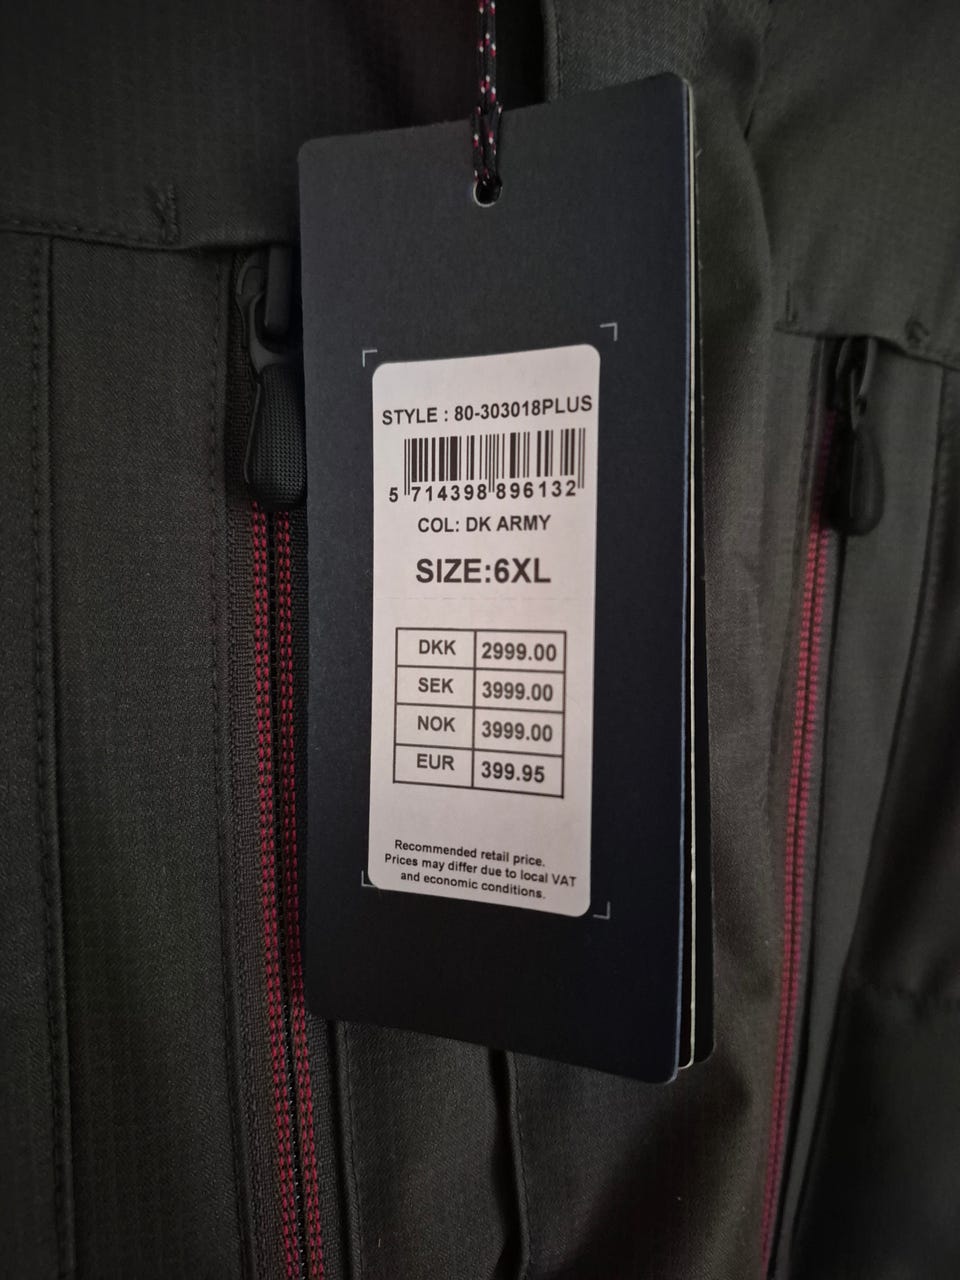 STYLE : 80-303018PLUS
5 714398 896132
COL: DK ARMY
SIZE:6XL
DKK 2999.00
SEK 3999.00
NOK 3999.00
EUR 399.95
Recommended retail price.
Prices may differ due to local VAT
and economic conditions.